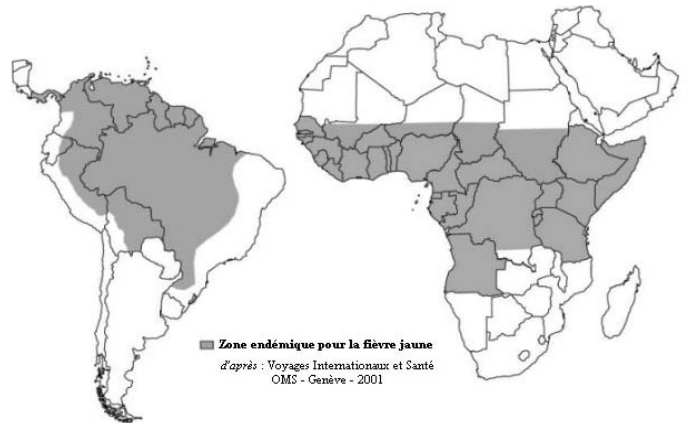 Zone endémique pour la fièvre jaune
d'après : Voyages Internationaux et Santé
OMS - Genève - 2001